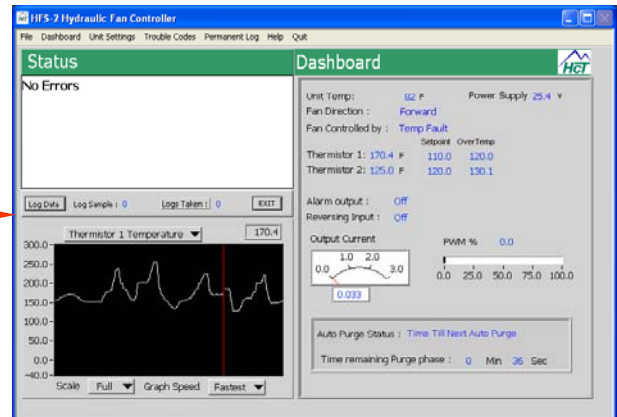 HFS-2 Hydraulic Fan Controller
File Dashboard Unit Settings Trouble Codes Permanent Log Help Quit
Status
No Errors
Log Data Log Sample : 0 Logs Taken : 0 EXIT
Thermistor 1 Temperature 170.4
300.0
250.0
200.0
150.0
100.0
50.0
0.0
-40.0
Scale Full Graph Speed Fastest
Dashboard
HCT
Unit Temp: 82 F Power Supply 25.4 V
Fan Direction : Forward
Fan Controlled by : Temp Fault
Setpoint OverTemp
Thermistor 1: 170.4 F 110.0 120.0
Thermistor 2: 125.0 F 120.0 130.1
Alarm output : Off
Reversing Input : Off
Output Current PWM % 0.0
0.0 1.0 2.0 3.0
0.033
0.0 25.0 50.0 75.0 100.0
Auto Purge Status : Time Till Next Auto Purge
Time remaining Purge phase : 0 Min 36 Sec